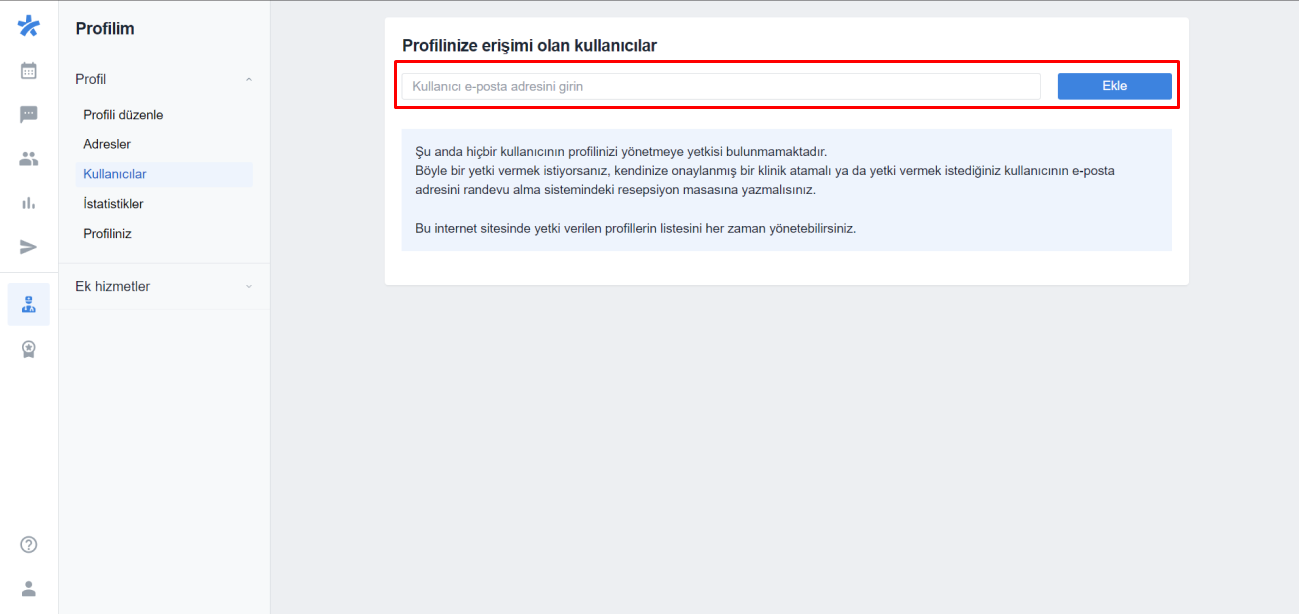 Profilim
Profil
Profili düzenle
Adresler
Kullanıcılar
İstatistikler
Profiliniz
Ek hizmetler
Profilinize erişimi olan kullanıcılar
Kullanıcı e-posta adresini girin
Ekle
Şu anda hiçbir kullanıcının profilinizi yönetmeye yetkisi bulunmamaktadır.
Böyle bir yetki vermek istiyorsanız, kendinize onaylanmış bir klinik atamalı ya da yetki vermek istediğiniz kullanıcının e-posta
adresini randevu alma sistemindeki resepsiyon masasına yazmalısınız.
Bu internet sitesinde yetki verilen profillerin listesini her zaman yönetebilirsiniz.